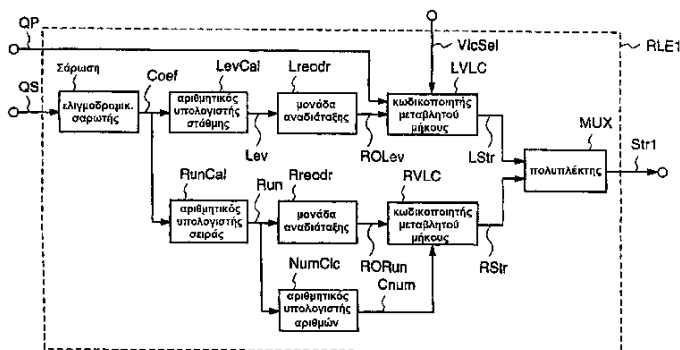 QP
VlcSel
RLE1
Σάρωση
Coef
LevCal
Lreodr
LVLC
QS
ελιγμοδρομικ.
σαρωτής
αριθμητικός
υπολογιστής
στάθμης
μονάδα
αναδιάταξης
κωδικοποιητής
μεταβλητού
μήκους
MUX
Lev
ROLev
LStr
πολυπλέκτης
Str1
RunCal
Run
Rreodr
RVLC
αριθμητικός
υπολογιστής
σειράς
μονάδα
αναδιάταξης
κωδικοποιητής
μεταβλητού
μήκους
RORun
RStr
NumClc
Cnum
αριθμητικός
υπολογιστής
αριθμών